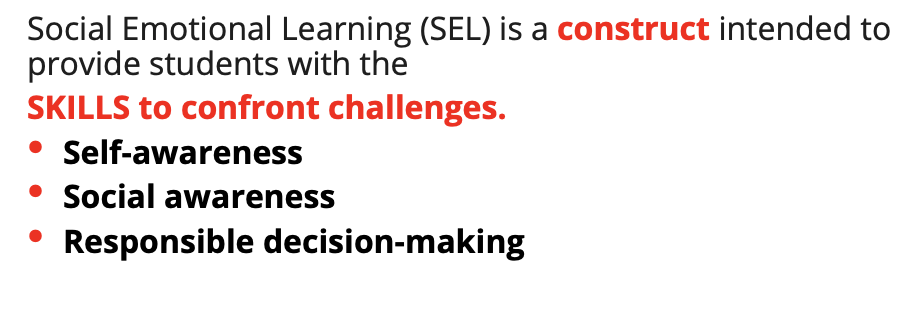 Social Emotional Learning (SEL) is a construct intended to
provide students with the
SKILLS to confront challenges.
• Self-awareness
• Social awareness
• Responsible decision-making